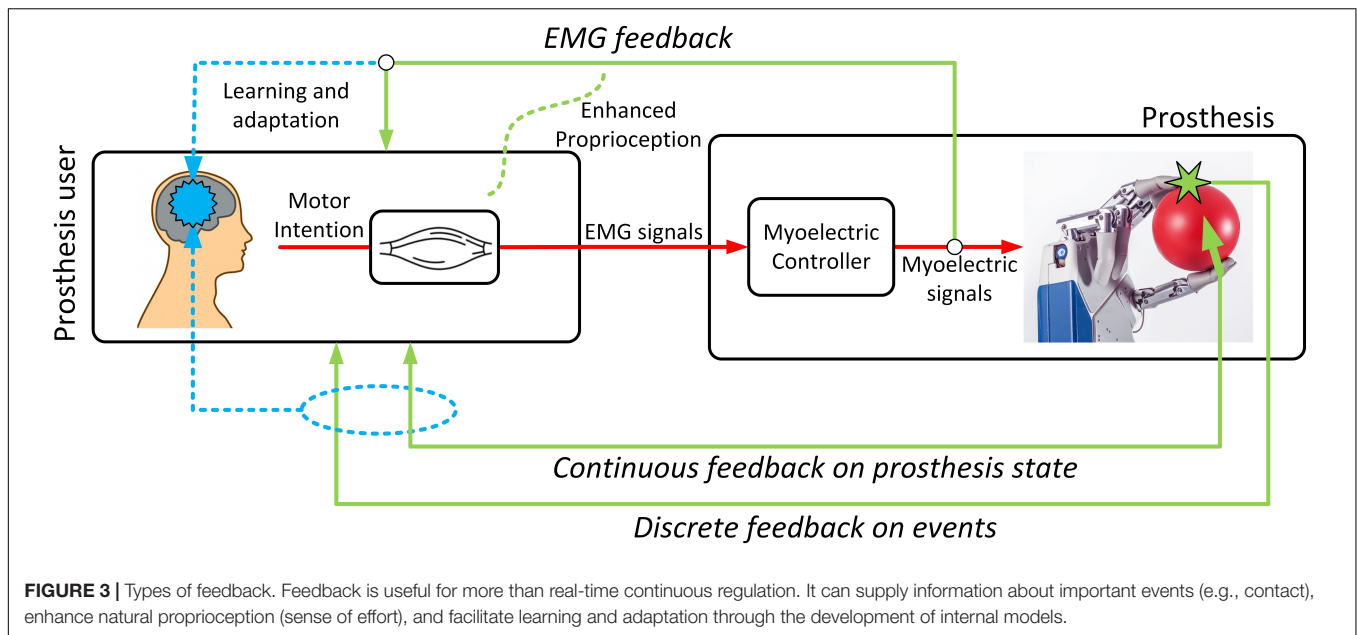 EMG feedback
Learning and
adaptation
Enhanced
Proprioception
Prosthesis
Prosthesis user
Motor
Intention
EMG signals
Myoelectric
Controller
Myoelectric
signals
Continuous feedback on prosthesis state
Discrete feedback on events
FIGURE 3 | Types of feedback. Feedback is useful for more than real-time continuous regulation. It can supply information about important events (e.g., contact),
enhance natural proprioception (sense of effort), and facilitate learning and adaptation through the development of internal models.